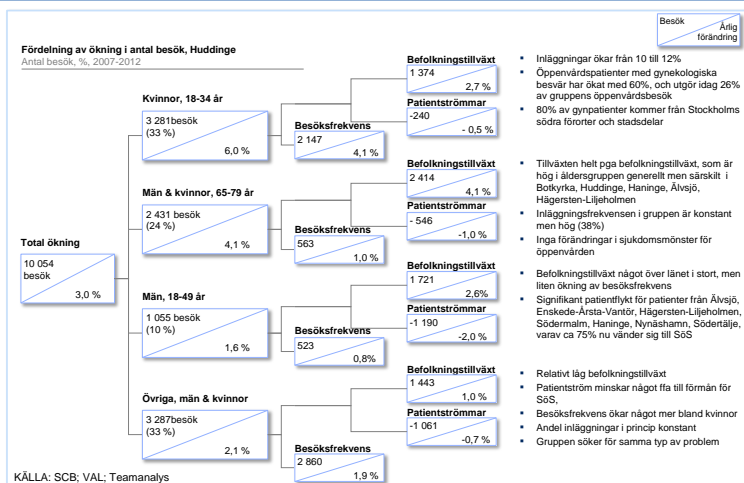 Besök
Årlig
förändring
Fördelning av ökning i antal besök, Huddinge
Antal besök, %, 2007-2012
Total ökning
10 054
besök
3,0 %
Kvinnor, 18-34 år
3 281besök
(33 %)
6,0 %
Befolkningstillväxt
1 374
2,7 %
Patientströmmar
-240
- 0,5 %
Besöksfrekvens
2 147
4,1 %
▪ Inläggningar ökar från 10 till 12%
▪ Öppenvårdspatienter med gynekologiska
besvär har ökat med 60%, och utgör idag 26%
av gruppens öppenvårdsbesök
▪ 80% av gynpatienter kommer från Stockholms
södra förorter och stadsdelar
Män & kvinnor, 65-79 år
2 431 besök
(24 %)
4,1 %
Befolkningstillväxt
2 414
4,1 %
Patientströmmar
- 546
-1,0 %
Besöksfrekvens
563
1,0 %
▪ Tillväxten helt pga befolkningstillväxt, som är
hög i åldersgruppen generellt men särskilt i
Botkyrka, Huddinge, Haninge, Älvsjö,
Hägersten-Liljeholmen
▪ Inläggningsfrekvensen i gruppen är konstant
men hög (38%)
▪ Inga förändringar i sjukdomsmönster för
öppenvården
Män, 18-49 år
1 055 besök
(10 %)
1,6 %
Befolkningstillväxt
1 721
2,6%
Patientströmmar
-1 190
-2,0 %
Besöksfrekvens
523
0,8%
▪ Befolkningstillväxt något över länet i stort, men
liten ökning av besöksfrekvens
▪ Signifikant patientflykt för patienter från Älvsjö,
Enskede-Årsta-Vantör, Hägersten-Liljeholmen,
Södermalm, Haninge, Nynäshamn, Södertälje,
varav ca 75% nu vänder sig till SöS
Övriga, män & kvinnor
3 287besök
(33 %)
2,1 %
Befolkningstillväxt
1 443
1,0 %
Patientströmmar
-1 061
-0,7 %
Besöksfrekvens
2 860
1,9 %
▪ Relativt låg befolkningstillväxt
▪ Patientström minskar något ffa till förmån för
SöS,
▪ Besöksfrekvens ökar något mer bland kvinnor
▪ Andel inläggningar i princip konstant
▪ Gruppen söker för samma typ av problem
KÄLLA: SCB; VAL; Teamanalys